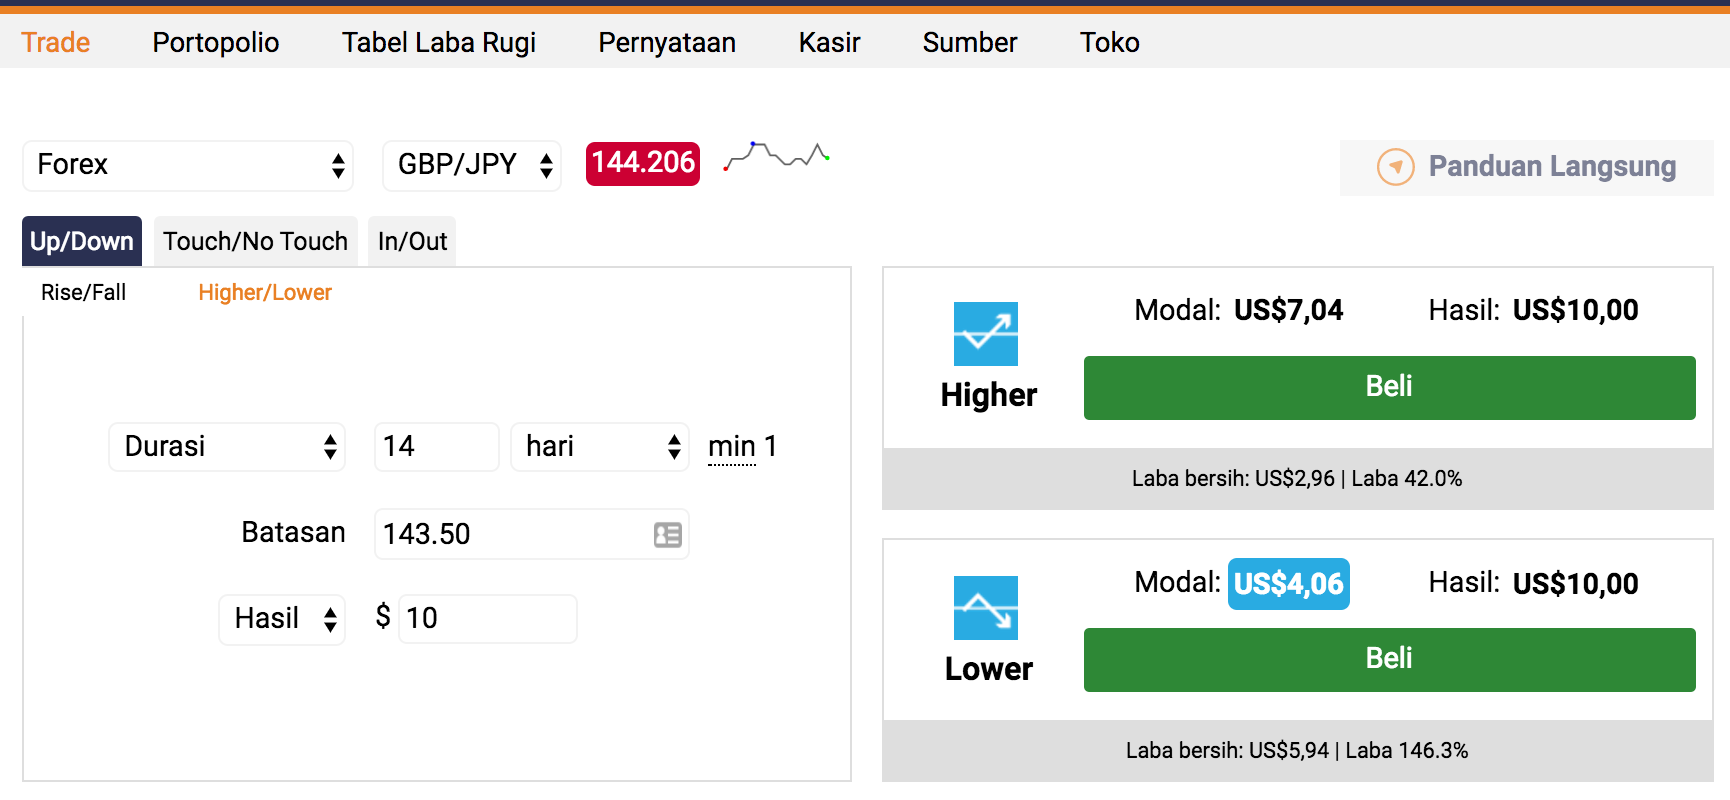 Trade Portopolio Tabel Laba Rugi Pernyataan Kasir Sumber Toko
Forex GBP/JPY 144.206 Panduan Langsung
Up/Down Touch/No Touch In/Out
Rise/Fall Higher/Lower
Durasi 14 hari min 1
Batasan 143.50
Hasil $ 10
Modal: US$7,04 Hasil: US$10,00
Higher Beli
Laba bersih: US$2,96 | Laba 42.0%
Modal: US$4,06 Hasil: US$10,00
Lower Beli
Laba bersih: US$5,94 | Laba 146.3%